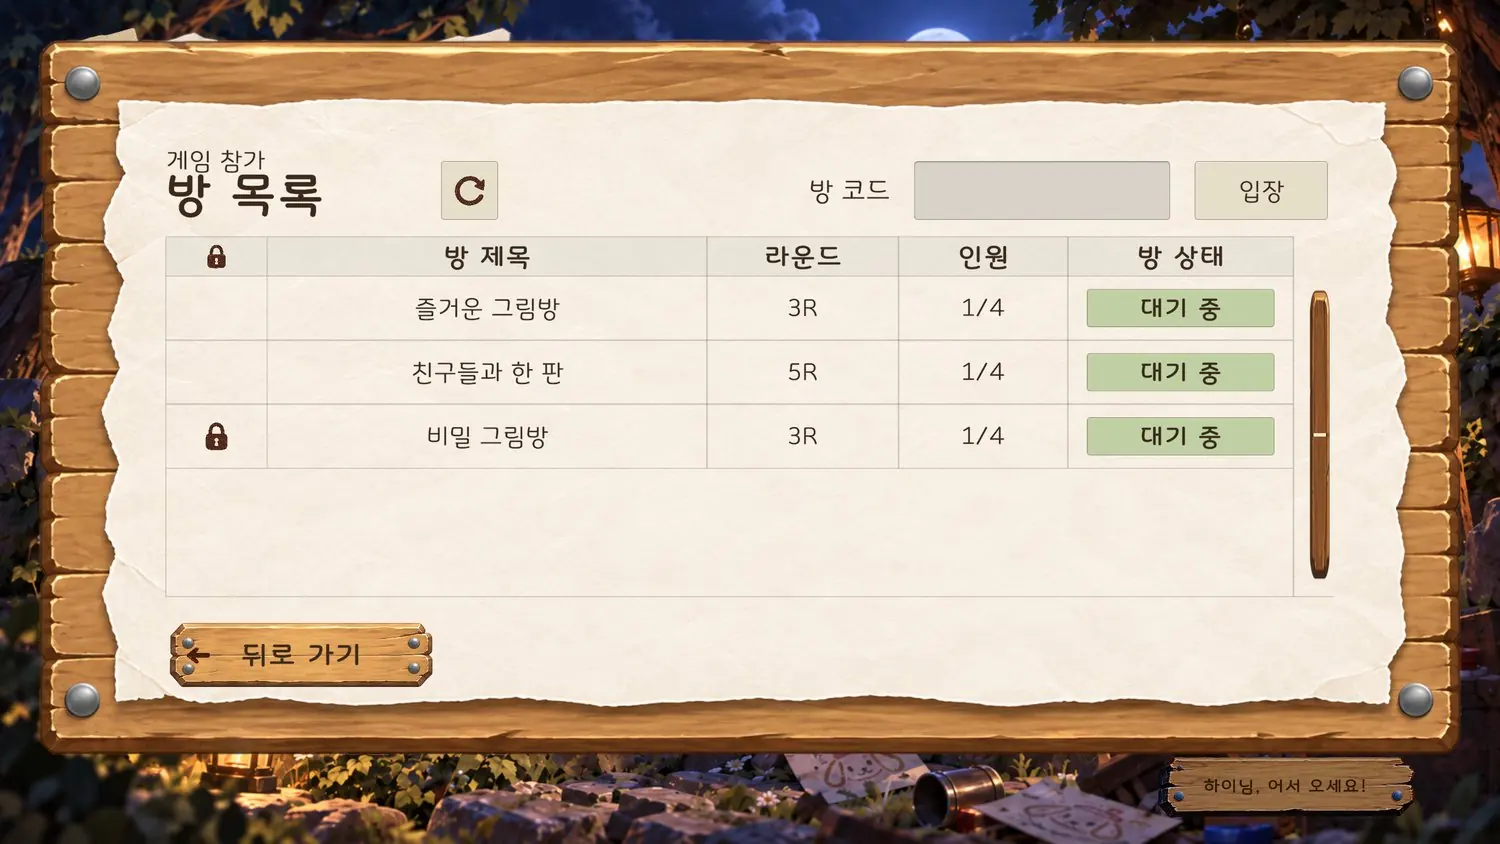 게임 참가
방 목록
방 코드
입장
방 제목 라운드 인원 방 상태
즐거운 그림방 3R 1/4 대기 중
친구들과 한 판 5R 1/4 대기 중
비밀 그림방 3R 1/4 대기 중
뒤로 가기
하이님, 어서 오세요!